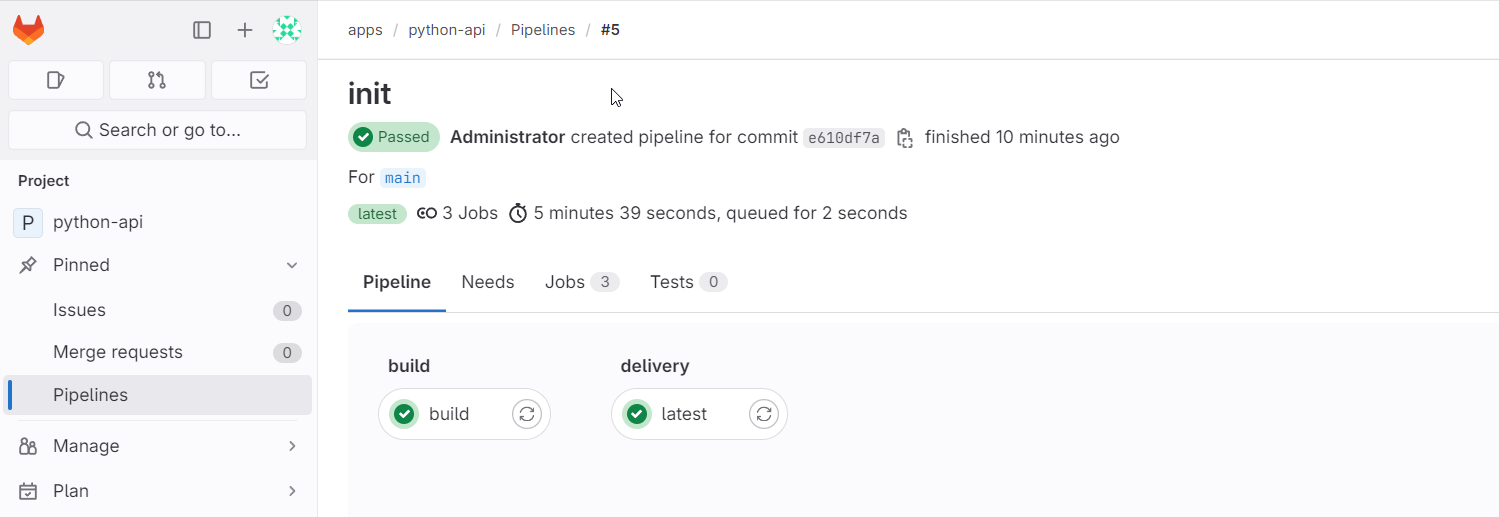 apps / python-api / Pipelines / #5
Search or go to...
Project
P python-api
Pinned
Issues 0
Merge requests 0
Pipelines
Manage
Plan
init
Passed Administrator created pipeline for commit e610df7a finished 10 minutes ago
For main
latest 3 Jobs 5 minutes 39 seconds, queued for 2 seconds
Pipeline Needs Jobs 3 Tests 0
build delivery
build latest